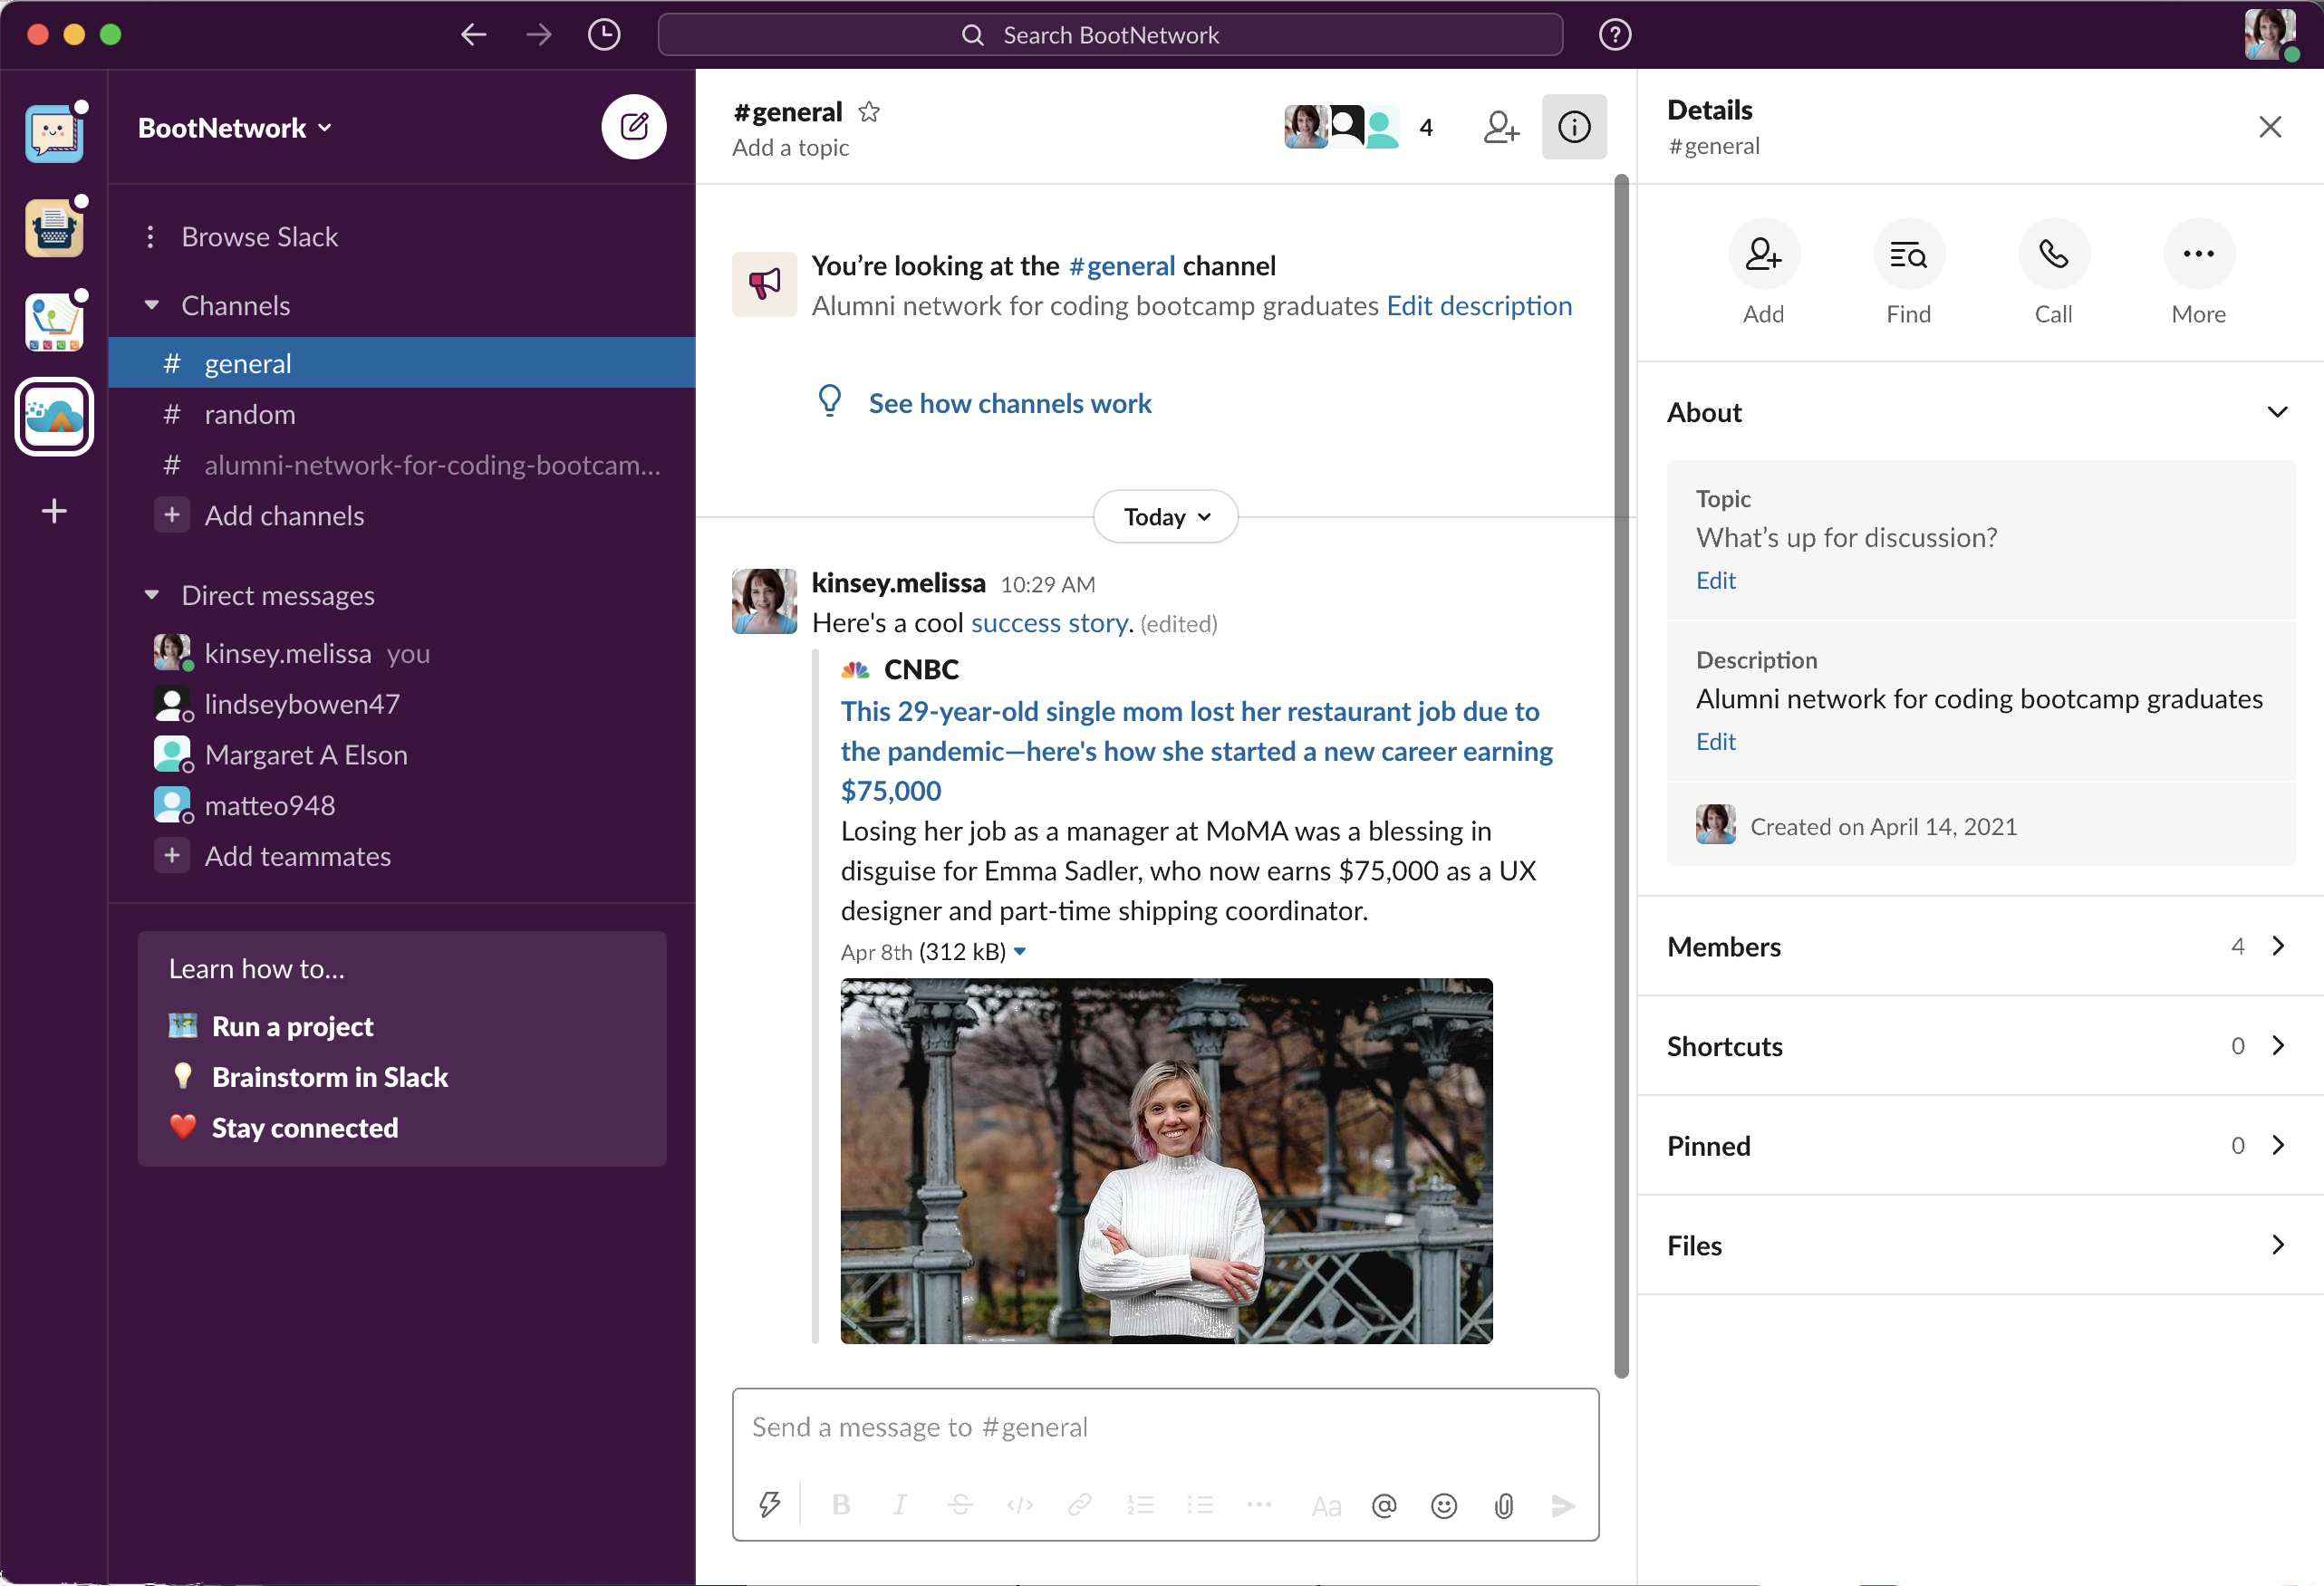 Search BootNetwork
BootNetwork
Browse Slack
Channels
# general
# random
# alumni-network-for-coding-bootcam...
+ Add channels
Direct messages
kinsey.melissa you
lindseybowen47
Margaret A Elson
matteo948
+ Add teammates
Learn how to...
Run a project
Brainstorm in Slack
Stay connected
#general
Add a topic
4
You’re looking at the #general channel
Alumni network for coding bootcamp graduates Edit description
See how channels work
Today
kinsey.melissa 10:29 AM
Here's a cool success story. (edited)
CNBC
This 29-year-old single mom lost her restaurant job due to
the pandemic—here's how she started a new career earning
$75,000
Losing her job as a manager at MoMA was a blessing in
disguise for Emma Sadler, who now earns $75,000 as a UX
designer and part-time shipping coordinator.
Apr 8th (312 kB)
Send a message to #general
B I S </> Aa @
Details
#general
Add
Find
Call
More
About
Topic
What’s up for discussion?
Edit
Description
Alumni network for coding bootcamp graduates
Edit
Created on April 14, 2021
Members 4
Shortcuts 0
Pinned 0
Files